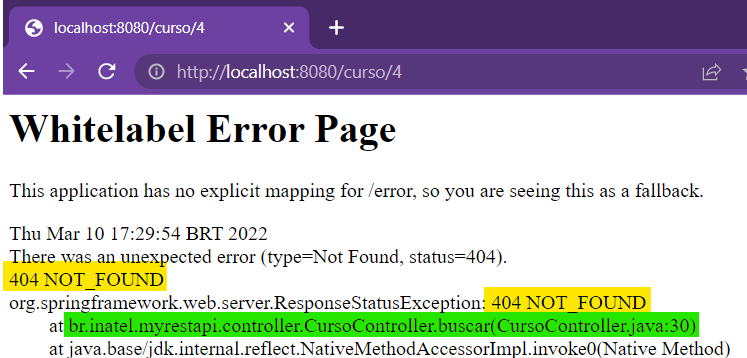 localhost:8080/curso/4
http://localhost:8080/curso/4
Whitelabel Error Page
This application has no explicit mapping for /error, so you are seeing this as a fallback.
Thu Mar 10 17:29:54 BRT 2022
There was an unexpected error (type=Not Found, status=404).
404 NOT_FOUND
org.springframework.web.server.ResponseStatusException: 404 NOT_FOUND
at br.inatel.myrestapi.controller.CursoController.buscar(CursoController.java:30)
at java.base/jdk.internal.reflect.NativeMethodAccessorImpl.invoke0(Native Method)